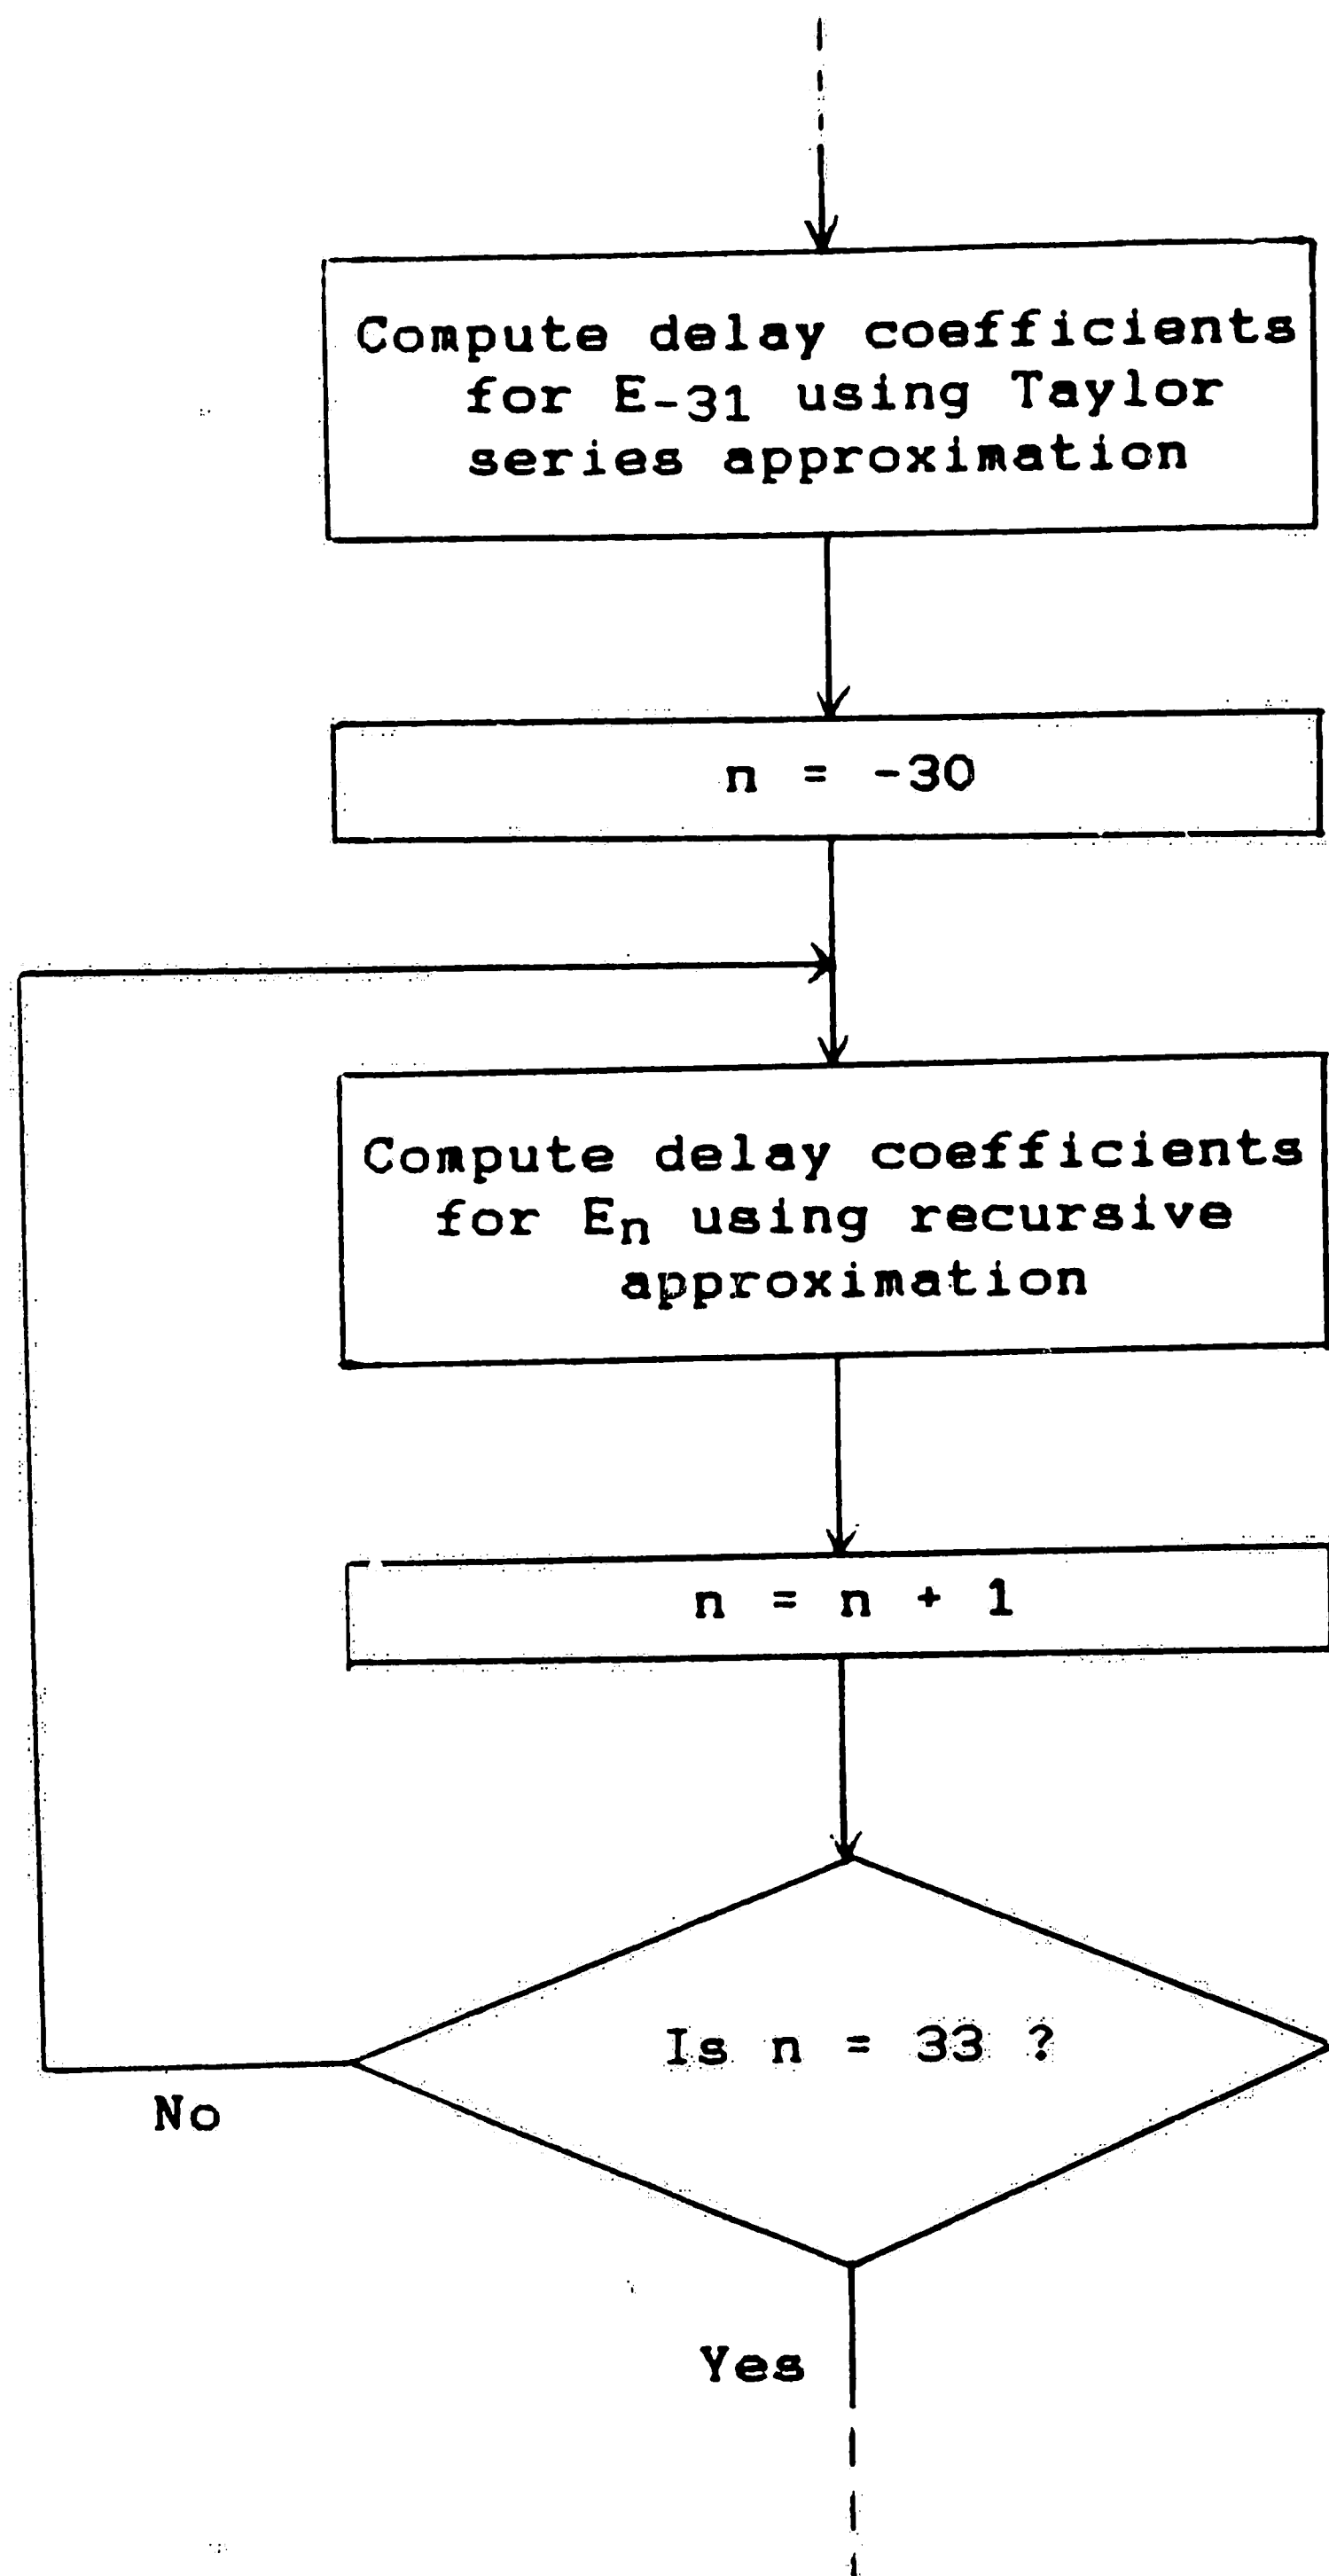 Compute delay coefficients
for E-31 using Taylor
series approximation
n = -30
Compute delay coefficients
for En using recursive
approximation
n = n + 1
Is n = 33 ?
No
Yes